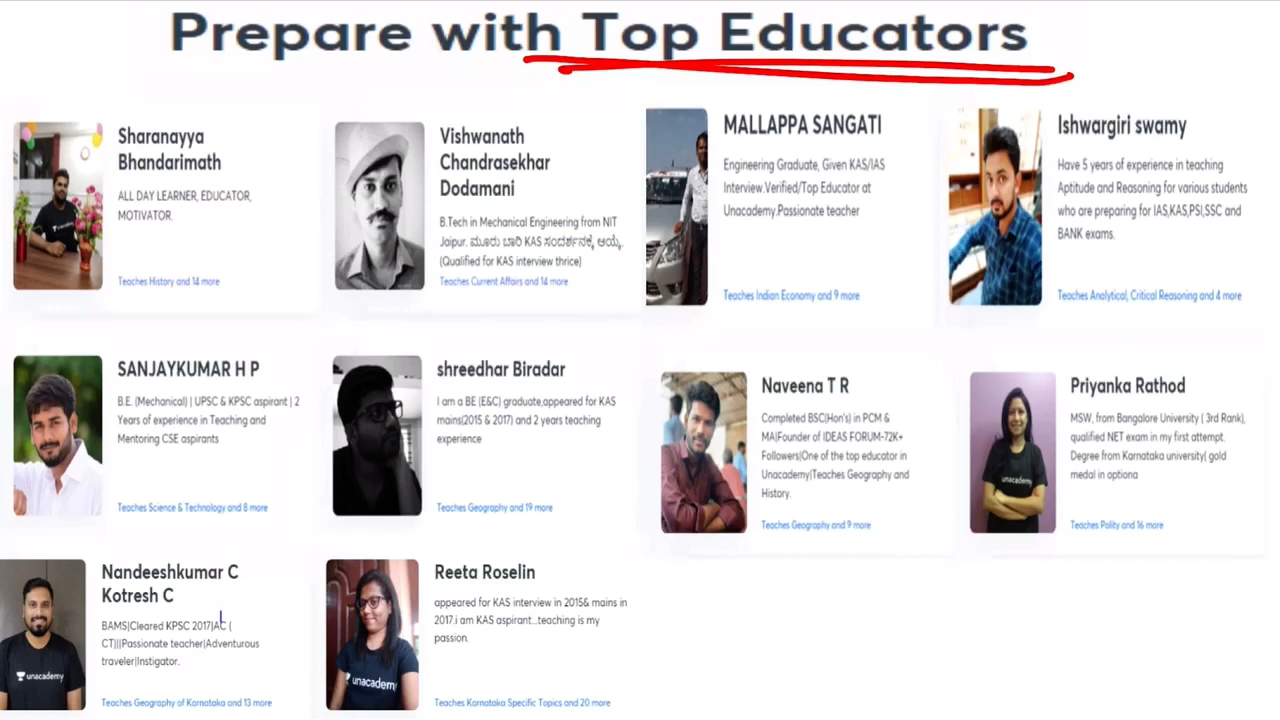 Prepare with Top Educators
Sharanayya
Bhandarimath
ALL DAY LEARNER, EDUCATOR,
MOTIVATOR.
Teaches History and 14 more
Vishwanath
Chandrasekhar
Dodamani
B.Tech in Mechanical Engineering from NIT
Jaipur. ಮೂರು ಬಾರಿ KAS ಸಂದರ್ಶನಕ್ಕೆ ಆಯ್ಕೆ.
(Qualified for KAS interview thrice)
Teaches Current Affairs and 14 more
MALLAPPA SANGATI
Engineering Graduate, Given KAS/IAS
Interview.Verified/Top Educator at
Unacademy.Passionate teacher
Teaches Indian Economy and 9 more
Ishwargiri swamy
Have 5 years of experience in teaching
Aptitude and Reasoning for various students
who are preparing for IAS,KAS,PSI,SSC and
BANK exams.
Teaches Analytical, Critical Reasoning and 4 more
SANJAYKUMAR H P
B.E. (Mechanical) | UPSC & KPSC aspirant | 2
Years of experience in Teaching and
Mentoring CSE aspirants
Teaches Science & Technology and 8 more
shreedhar Biradar
I am a BE (E&C) graduate,appeared for KAS
mains(2015 & 2017) and 2 years teaching
experience
Teaches Geography and 19 more
Naveena T R
Completed BSC(Hon's) in PCM &
MA|Founder of IDEAS FORUM-72K+
Followers|One of the top educator in
Unacademy|Teaches Geography and
History.
Teaches Geography and 9 more
Priyanka Rathod
MSW, from Bangalore University ( 3rd Rank),
qualified NET exam in my first attempt.
Degree from Karnataka university( gold
medal in optiona
Teaches Polity and 16 more
unacademy
Nandeeshkumar C
Kotresh C
BAMS|Cleared KPSC 2017|AC (
CT)||Passionate teacher|Adventurous
traveler|Instigator.
Teaches Geography of Karnataka and 13 more
unacademy
Reeta Roselin
appeared for KAS interview in 2015& mains in
2017.i am KAS aspirant...teaching is my
passion.
Teaches Karnataka Specific Topics and 20 more
unacademy